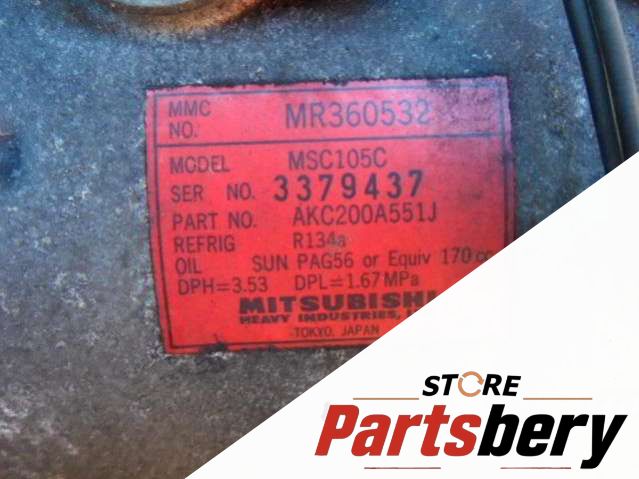 MMC NO. MR360532
MODEL MSC105C
SER NO. 3379437
PART NO. AKC200A551J
REFRIG R134a
OIL SUN PAG56 or Equiv 170 cc
DPH=3.53 DPL=1.67MPa
MITSUBISHI
HEAVY INDUSTRIES,
TOKYO, JAPAN
STORE
Partsbery